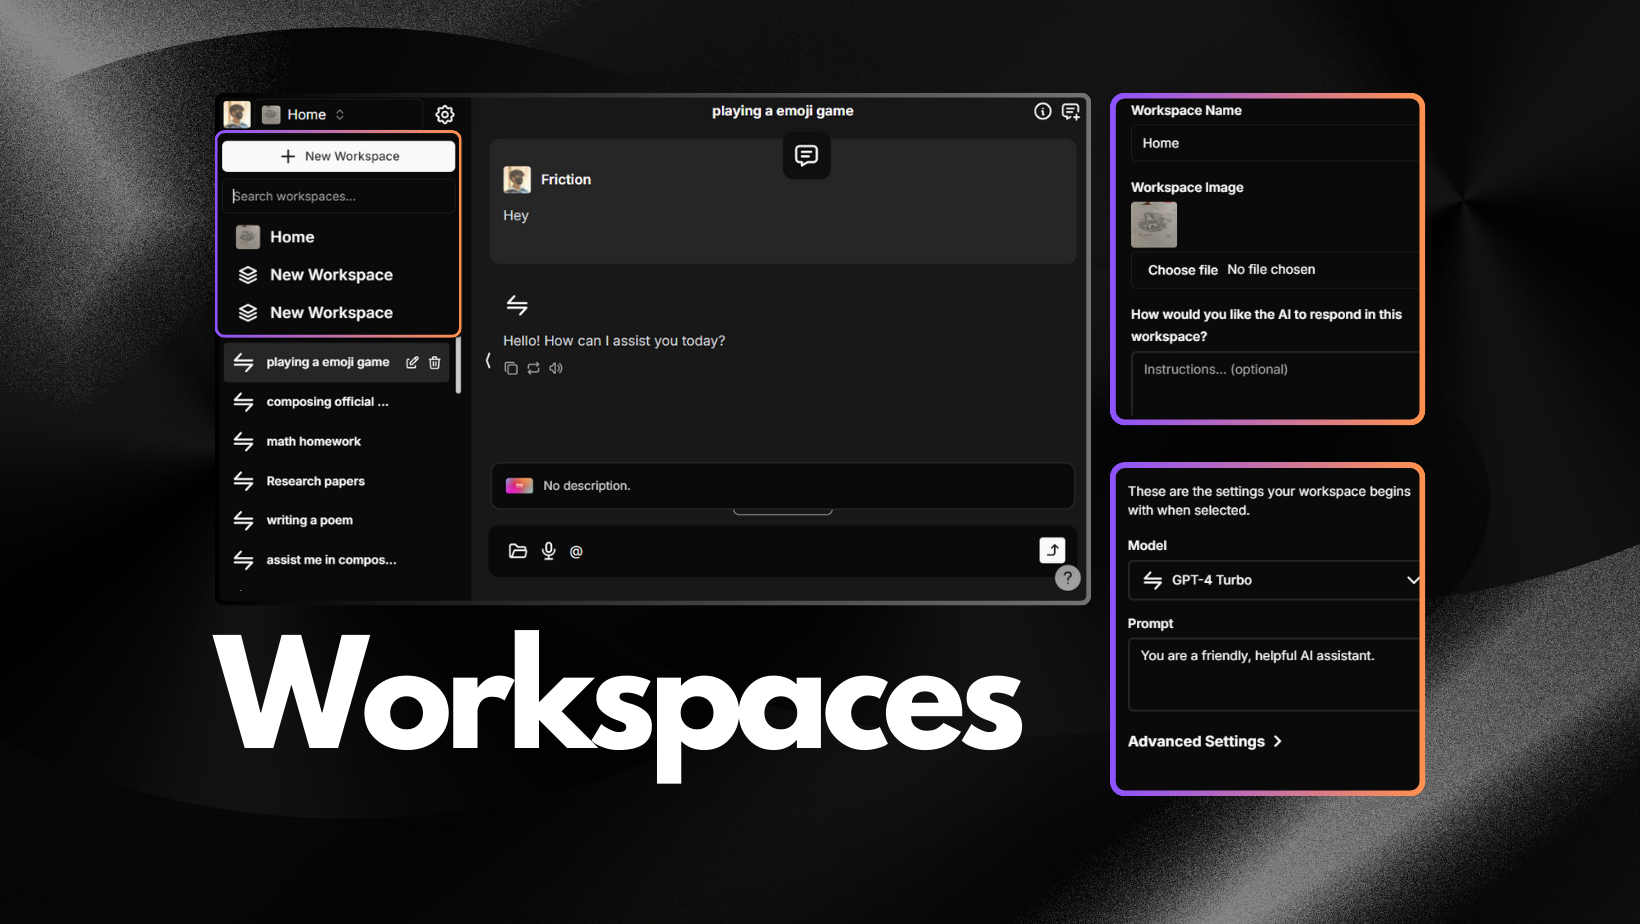 Home
New Workspace
Search workspaces...
Home
New Workspace
New Workspace
playing a emoji game
composing official ...
math homework
Research papers
writing a poem
assist me in compos...
playing a emoji game
Friction
Hey
Hello! How can I assist you today?
No description.
@
?
Workspace Name
Home
Workspace Image
Choose file No file chosen
How would you like the AI to respond in this
workspace?
Instructions... (optional)
These are the settings your workspace begins
with when selected.
Model
GPT-4 Turbo
Prompt
You are a friendly, helpful AI assistant.
Advanced Settings
Workspaces